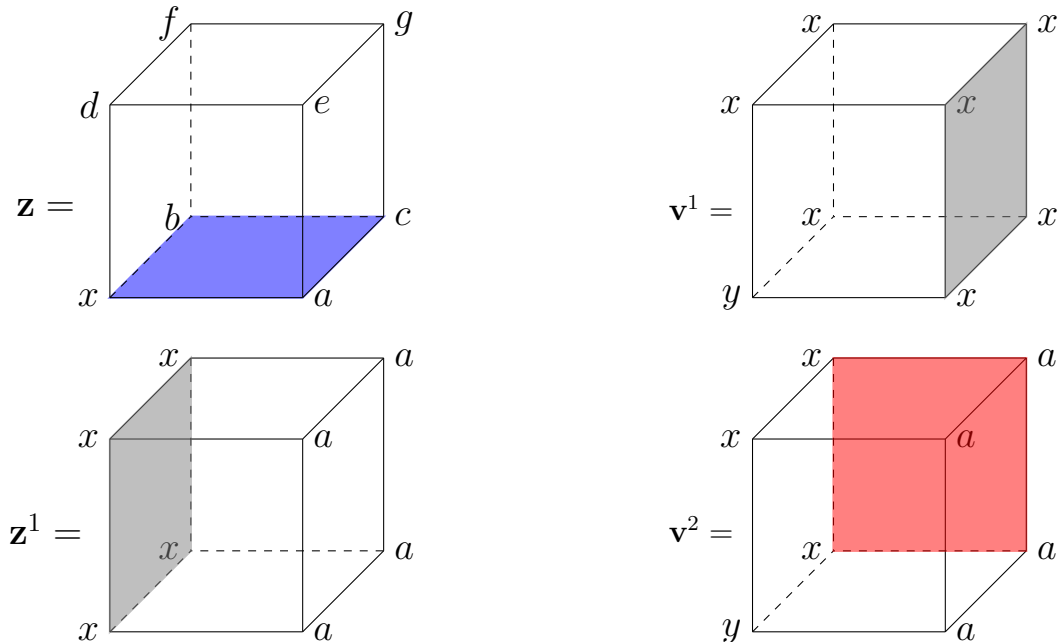 f g x x
d e x x
z = b c v¹ = x x
x a y x
x a x a
x a x a
z¹ = x a v² = x a
x a y a